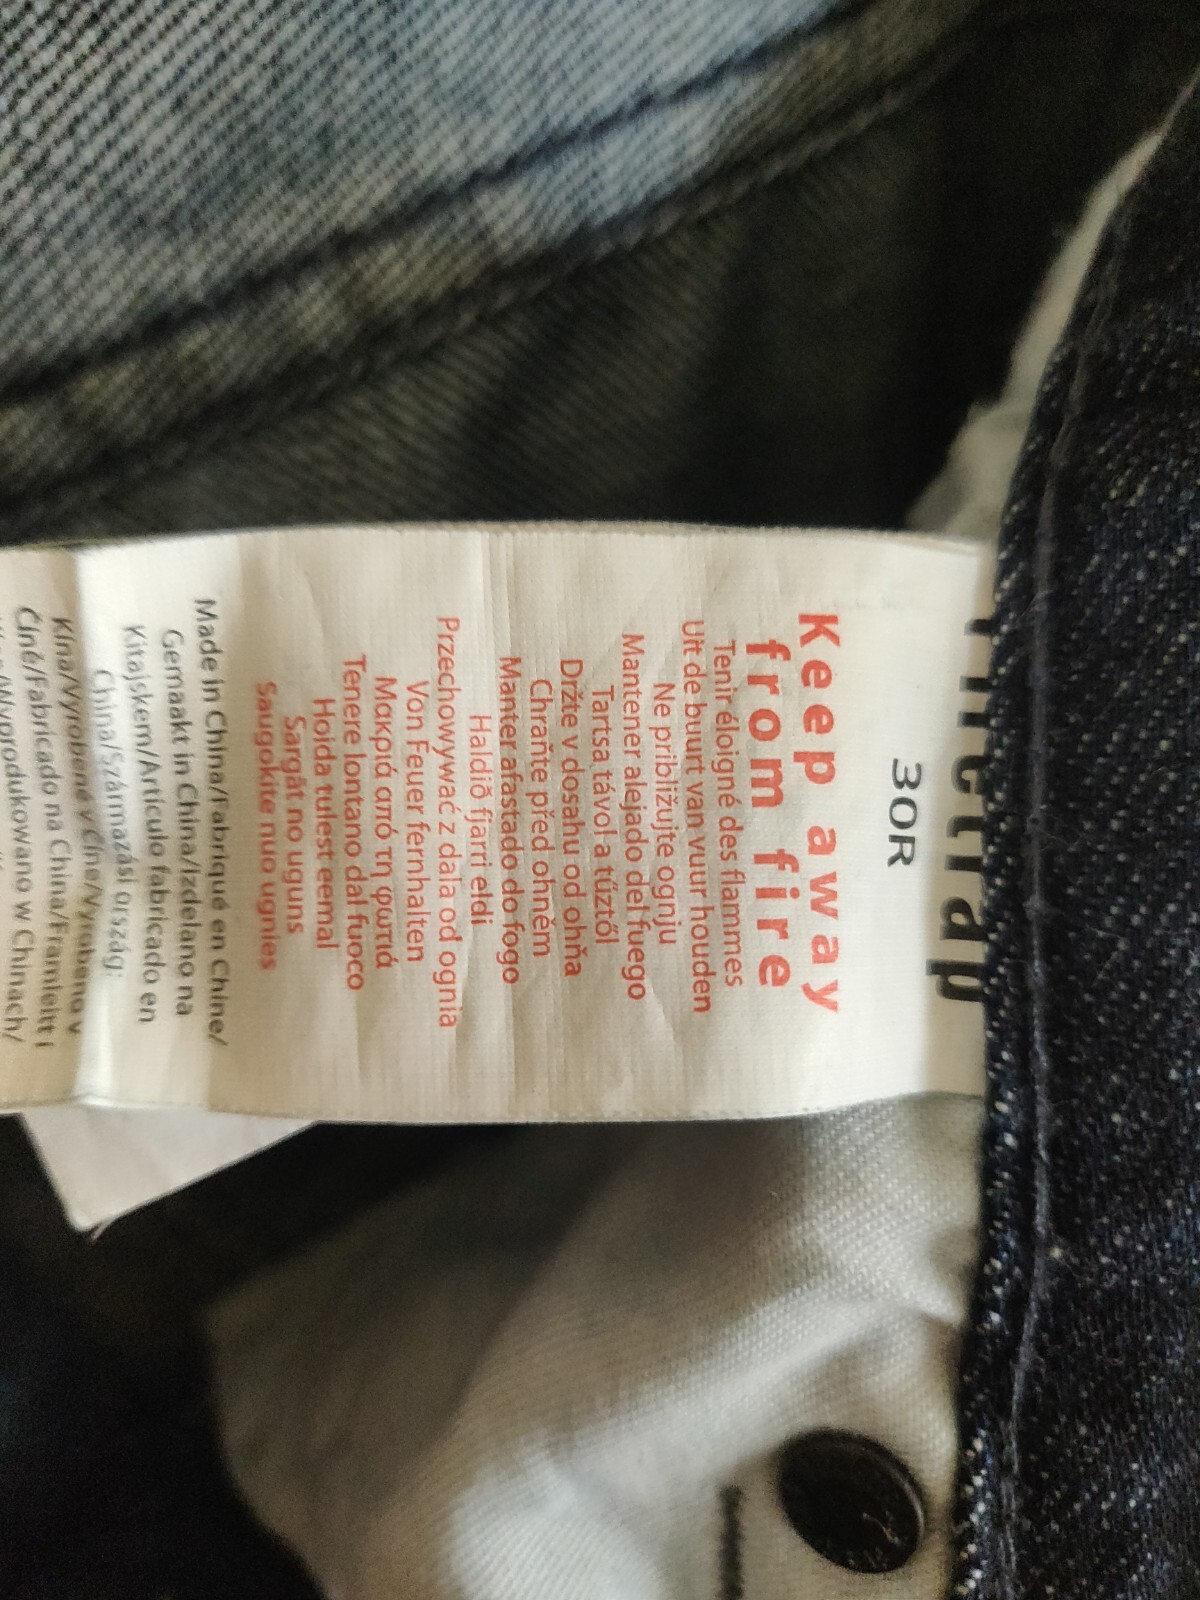 30R
Keep away
from fire
Tenir éloigné des flammes
Uit de buurt van vuur houden
Ne približujte ognju
Mantener alejado del fuego
Tartsa távol a tűztől
Držte v dosahu od ohňa
Chraňte před ohněm
Manter afastado do fogo
Haldið fjarri eldi
Przechowywać z dala od ognia
Von Feuer fernhalten
Μακριά από τη φωτιά
Tenere lontano dal fuoco
Hoida tulest eemal
Sargāt no uguns
Saugokite nuo ugnies
Made in China/Fabriqué en Chine/
Gemaakt in China/Izdelano na
Kitajskem/Artículo fabricado en
China/Származási ország:
Kína/Vyrobené v Číne/Vyrobeno v
Číně/Fabricado na China/Framleitt í